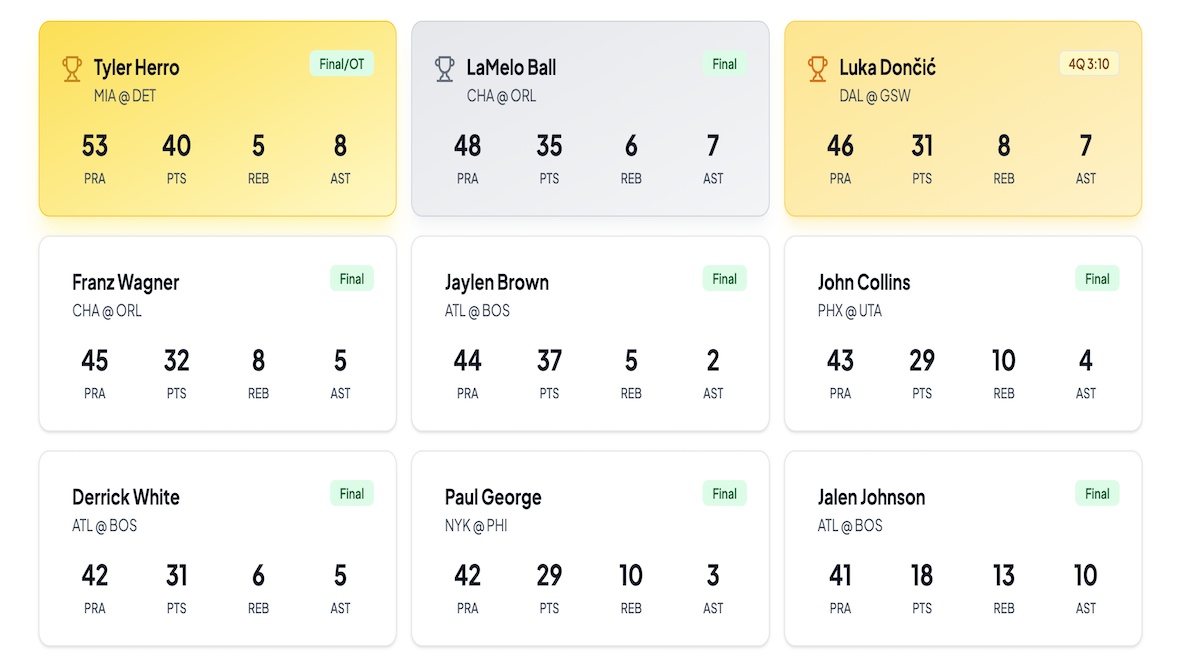 Tyler Herro
Final/OT
MIA @ DET
53 40 5 8
PRA PTS REB AST
LaMelo Ball
Final
CHA @ ORL
48 35 6 7
PRA PTS REB AST
Luka Dončić
4Q 3:10
DAL @ GSW
46 31 8 7
PRA PTS REB AST
Franz Wagner
Final
CHA @ ORL
45 32 8 5
PRA PTS REB AST
Jaylen Brown
Final
ATL @ BOS
44 37 5 2
PRA PTS REB AST
John Collins
Final
PHX @ UTA
43 29 10 4
PRA PTS REB AST
Derrick White
Final
ATL @ BOS
42 31 6 5
PRA PTS REB AST
Paul George
Final
NYK @ PHI
42 29 10 3
PRA PTS REB AST
Jalen Johnson
Final
ATL @ BOS
41 18 13 10
PRA PTS REB AST